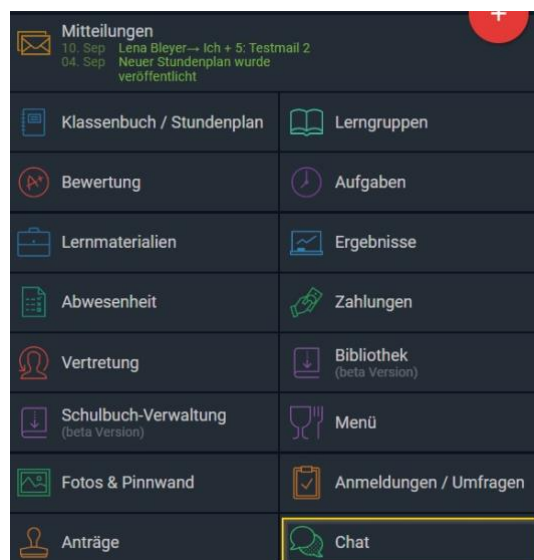 Mitteilungen
10. Sep Lena Bleyer→ Ich + 5: Testmail 2
04. Sep Neuer Stundenplan wurde
veröffentlicht
Klassenbuch / Stundenplan
Lerngruppen
Bewertung
Aufgaben
Lernmaterialien
Ergebnisse
Abwesenheit
Zahlungen
Vertretung
Bibliothek
(beta Version)
Schulbuch-Verwaltung
(beta Version)
Menü
Fotos & Pinnwand
Anmeldungen / Umfragen
Anträge
Chat